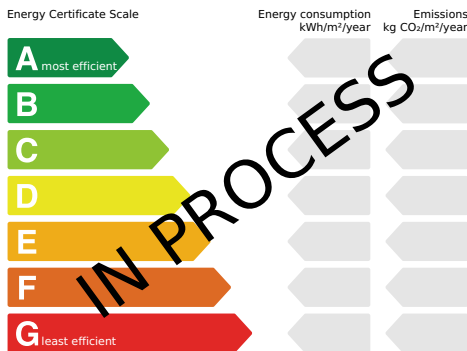 Energy Certificate Scale
Energy consumption
kWh/m²/year
Emissions
kg CO₂/m²/year
A most efficient
B
C
D
E
F
G least efficient
IN PROCESS